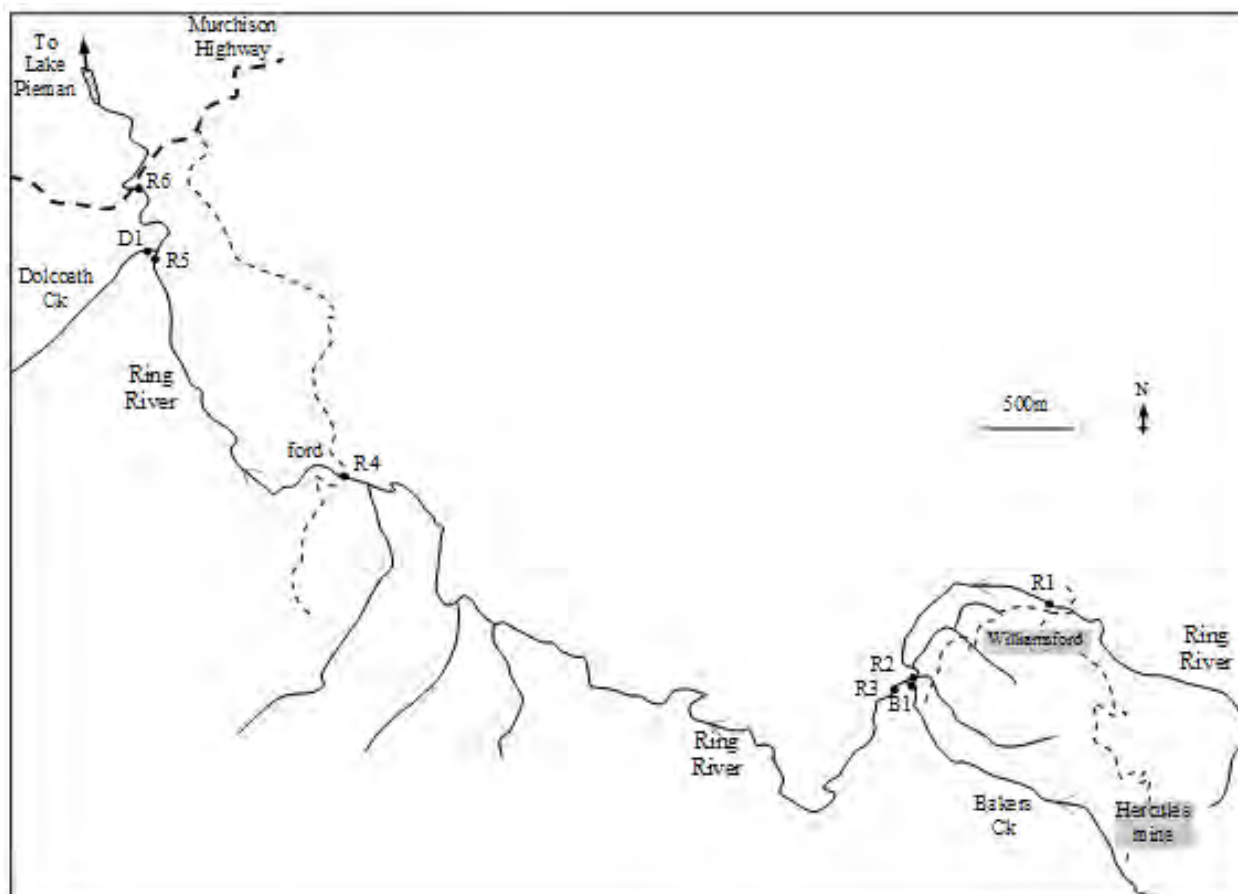 To
Lake
Pieman
Murchison
Highway
R6
D1
R5
Dolcoath
Ck
Ring
River
ford
R4
500m
N
R1
Williamsford
Ring
River
R2
R3
B1
Ring
River
Bakers
Ck
Hercules
mine